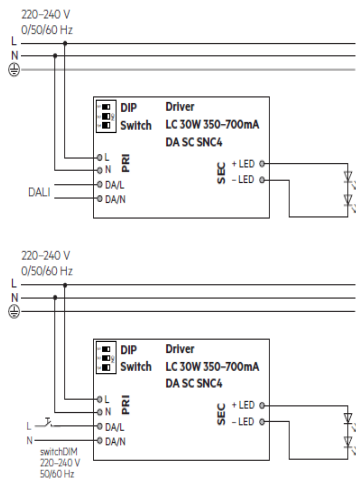 220–240 V
0/50/60 Hz
L
N
DIP
Switch
Driver
LC 30W 350–700mA
DA SC SNC4
L
N
DA/L
DA/N
PRI
SEC
+ LED
– LED
DALI
220–240 V
0/50/60 Hz
L
N
DIP
Switch
Driver
LC 30W 350–700mA
DA SC SNC4
L
N
DA/L
DA/N
PRI
SEC
+ LED
– LED
L
N
switchDIM
220–240 V
50/60 Hz